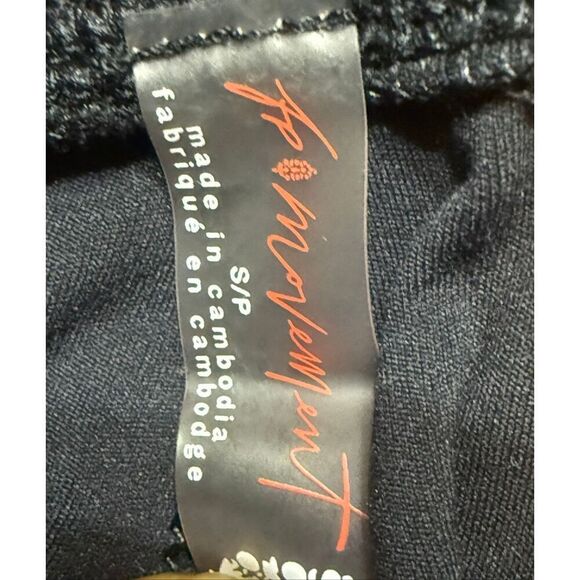 fp movement
S/P
made in cambodia
fabriqué en cambodge